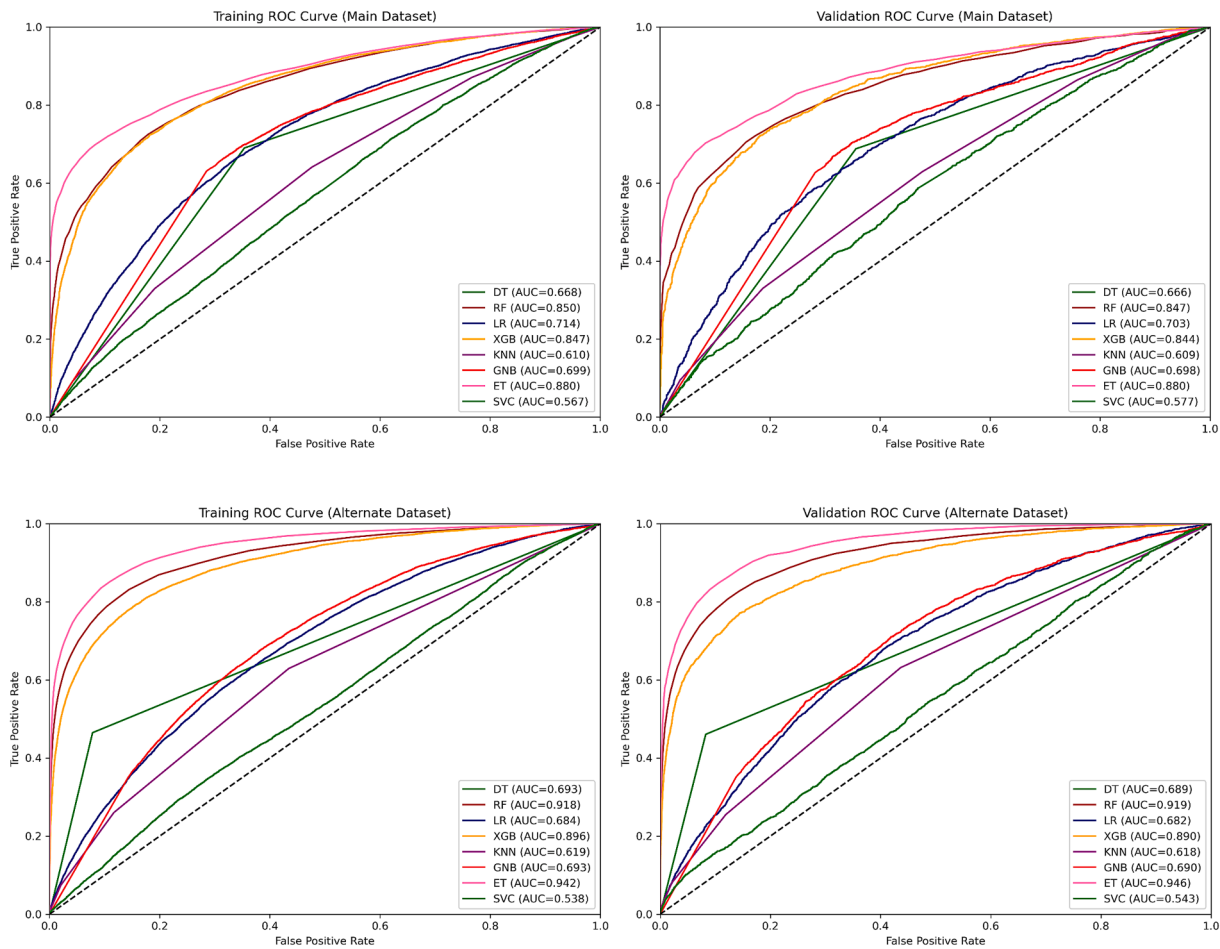 Training ROC Curve (Main Dataset)
1.0
0.8
0.6
0.4
0.2
0.0
True Positive Rate
DT (AUC=0.668)
RF (AUC=0.850)
LR (AUC=0.714)
XGB (AUC=0.847)
KNN (AUC=0.610)
GNB (AUC=0.699)
ET (AUC=0.880)
SVC (AUC=0.567)
0.0 0.2 0.4 0.6 0.8 1.0
False Positive Rate
Validation ROC Curve (Main Dataset)
1.0
0.8
0.6
0.4
0.2
0.0
True Positive Rate
DT (AUC=0.666)
RF (AUC=0.847)
LR (AUC=0.703)
XGB (AUC=0.844)
KNN (AUC=0.609)
GNB (AUC=0.698)
ET (AUC=0.880)
SVC (AUC=0.577)
0.0 0.2 0.4 0.6 0.8 1.0
False Positive Rate
Training ROC Curve (Alternate Dataset)
1.0
0.8
0.6
0.4
0.2
0.0
True Positive Rate
DT (AUC=0.693)
RF (AUC=0.918)
LR (AUC=0.684)
XGB (AUC=0.896)
KNN (AUC=0.619)
GNB (AUC=0.693)
ET (AUC=0.942)
SVC (AUC=0.538)
0.0 0.2 0.4 0.6 0.8 1.0
False Positive Rate
Validation ROC Curve (Alternate Dataset)
1.0
0.8
0.6
0.4
0.2
0.0
True Positive Rate
DT (AUC=0.689)
RF (AUC=0.919)
LR (AUC=0.682)
XGB (AUC=0.890)
KNN (AUC=0.618)
GNB (AUC=0.690)
ET (AUC=0.946)
SVC (AUC=0.543)
0.0 0.2 0.4 0.6 0.8 1.0
False Positive Rate